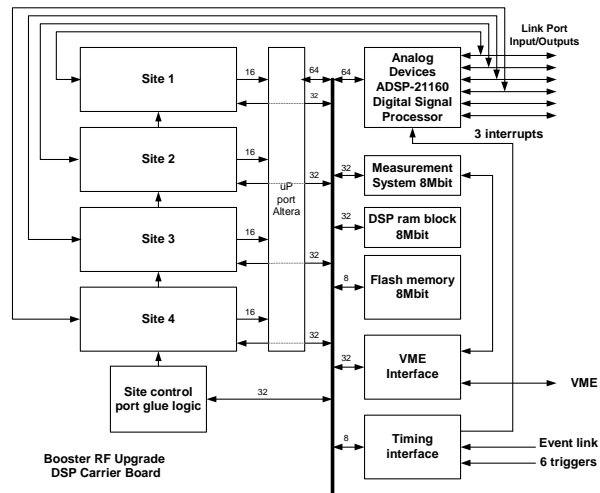 Link Port
Input/Outputs
Site 1
16
64
64
32
Analog
Devices
ADSP-21160
Digital Signal
Processor
3 interrupts
Site 2
16
32
uP
port
Altera
32
Measurement
System 8Mbit
32
DSP ram block
8Mbit
Site 3
16
32
8
Flash memory
8Mbit
Site 4
16
32
32
VME
Interface
VME
Site control
port glue logic
32
8
Timing
interface
Event link
6 triggers
Booster RF Upgrade
DSP Carrier Board